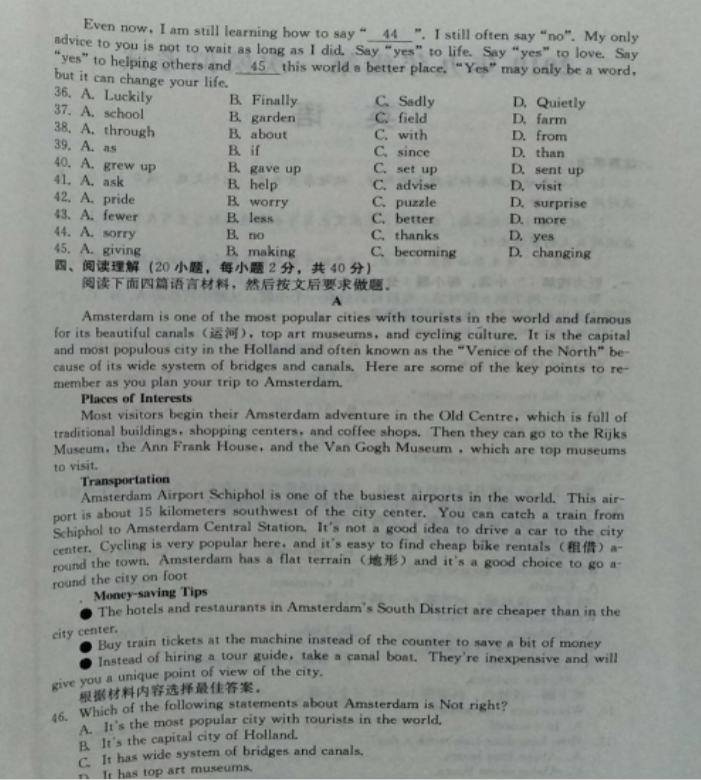 Even now, I am still learning how to say “ 44 ”. I still often say “no”. My only
advice to you is not to wait as long as I did. Say “yes” to life. Say “yes” to love. Say
“yes” to helping others and 45 this world a better place. “Yes” may only be a word,
but it can change your life.
36. A. Luckily B. Finally C. Sadly D. Quietly
37. A. school B. garden C. field D. farm
38. A. through B. about C. with D. from
39. A. as B. if C. since D. than
40. A. grew up B. gave up C. set up D. sent up
41. A. ask B. help C. advise D. visit
42. A. pride B. worry C. puzzle D. surprise
43. A. fewer B. less C. better D. more
44. A. sorry B. no C. thanks D. yes
45. A. giving B. making C. becoming D. changing
四、阅读理解（20小题，每小题2分，共40分）
阅读下面四篇语言材料，然后按文后要求做题。
A
Amsterdam is one of the most popular cities with tourists in the world and famous
for its beautiful canals（运河）, top art museums, and cycling culture. It is the capital
and most populous city in the Holland and often known as the “Venice of the North” be-
cause of its wide system of bridges and canals. Here are some of the key points to re-
member as you plan your trip to Amsterdam.
Places of Interests
Most visitors begin their Amsterdam adventure in the Old Centre, which is full of
traditional buildings, shopping centers, and coffee shops. Then they can go to the Rijks
Museum, the Ann Frank House, and the Van Gogh Museum , which are top museums
to visit.
Transportation
Amsterdam Airport Schiphol is one of the busiest airports in the world. This air-
port is about 15 kilometers southwest of the city center. You can catch a train from
Schiphol to Amsterdam Central Station. It's not a good idea to drive a car to the city
center. Cycling is very popular here, and it's easy to find cheap bike rentals（租借）a-
round the town. Amsterdam has a flat terrain（地形）and it's a good choice to go a-
round the city on foot
Money-saving Tips
● The hotels and restaurants in Amsterdam's South District are cheaper than in the
city center.
● Buy train tickets at the machine instead of the counter to save a bit of money
● Instead of hiring a tour guide, take a canal boat. They're inexpensive and will
give you a unique point of view of the city.
根据材料内容选择最佳答案。
46. Which of the following statements about Amsterdam is Not right?
A. It's the most popular city with tourists in the world.
B. It's the capital city of Holland.
C. It has wide system of bridges and canals.
D. It has top art museums.